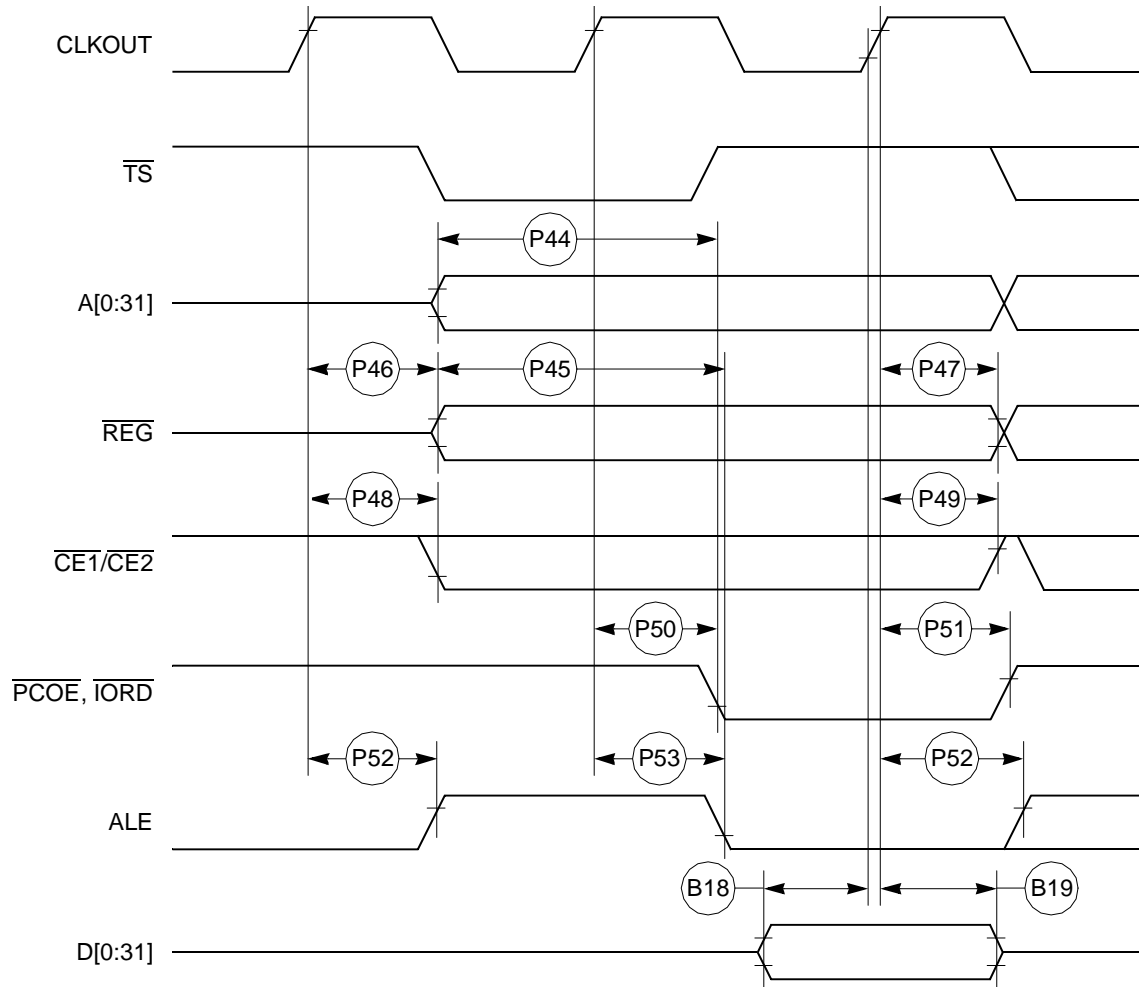 CLKOUT
TS
P44
A[0:31]
P46 P45 P47
REG
P48 P49
CE1/CE2
P50 P51
PCOE, IORD
P52 P53 P52
ALE
B18 B19
D[0:31]